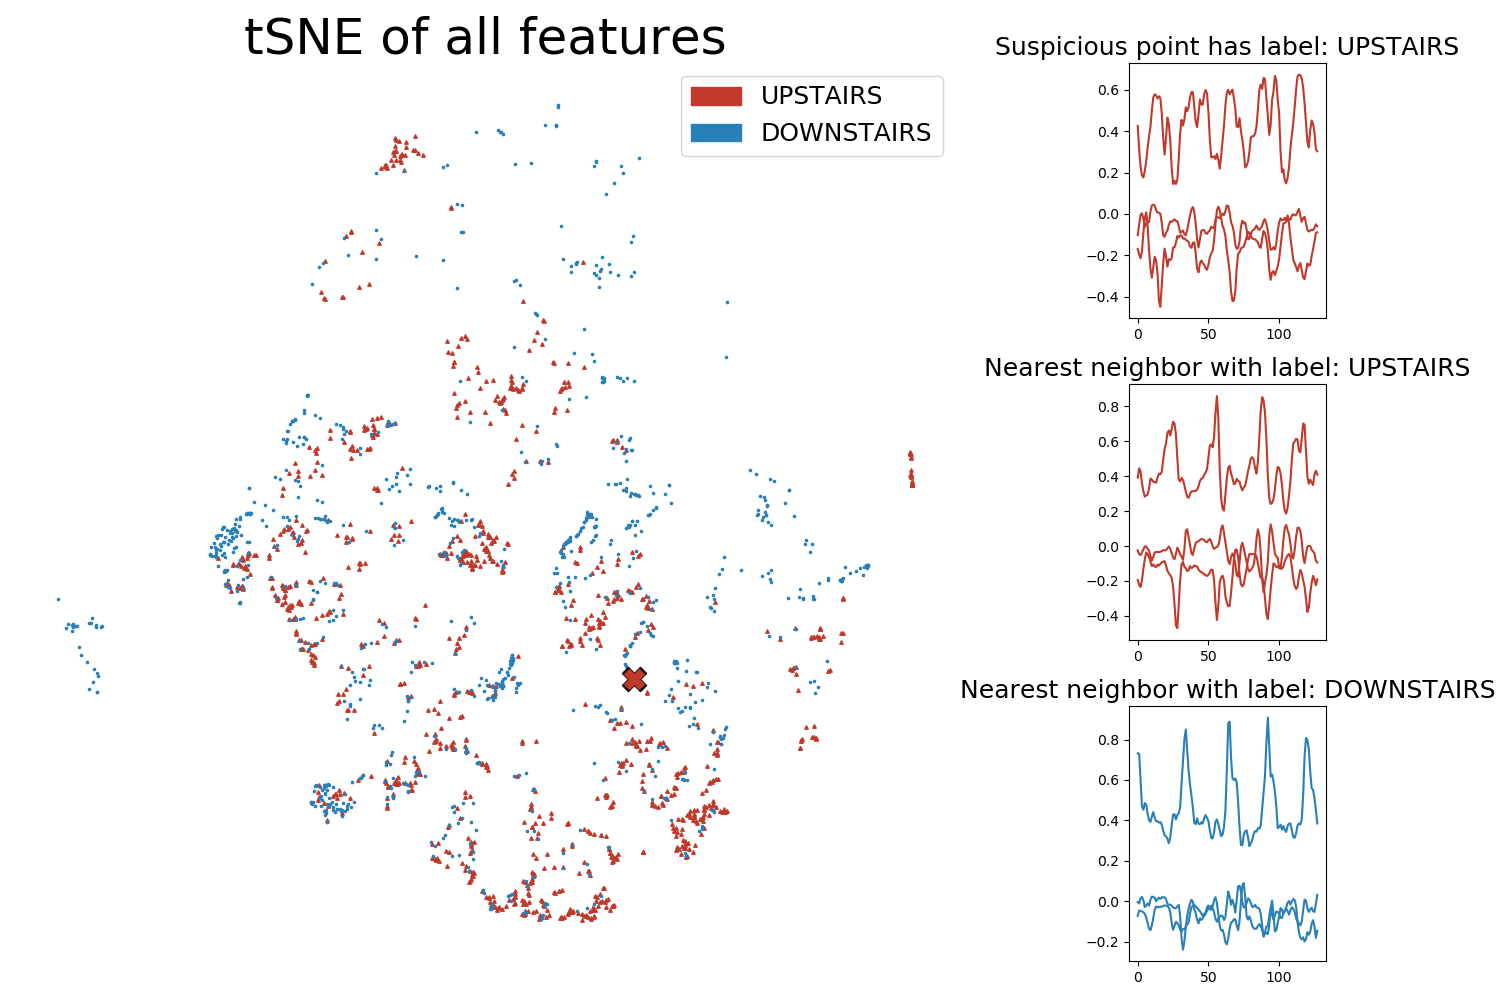 tSNE of all features
UPSTAIRS
DOWNSTAIRS
Suspicious point has label: UPSTAIRS
0.6
0.4
0.2
0.0
−0.2
−0.4
0 50 100
Nearest neighbor with label: UPSTAIRS
0.8
0.6
0.4
0.2
0.0
−0.2
−0.4
0 50 100
Nearest neighbor with label: DOWNSTAIRS
0.8
0.6
0.4
0.2
0.0
−0.2
0 50 100